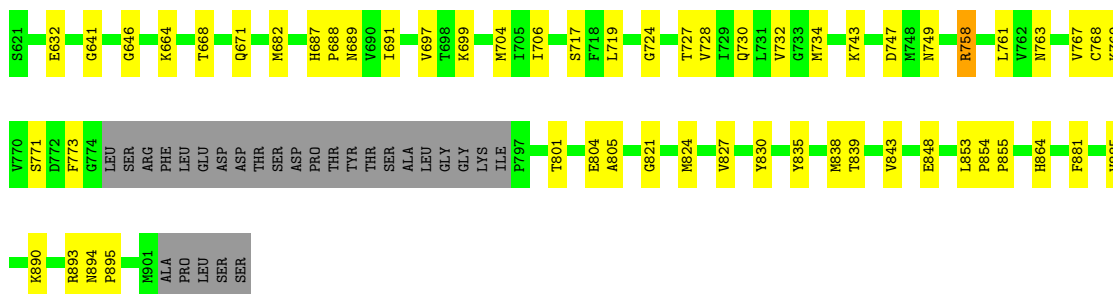 S621 E632 G641 G646 K664 T668 Q671 M682 H687 P688 N689 V690 I691 V697 T698 K699 M704 I705 I706 S717 F718 L719 G724 T727 V728 I729 Q730 L731 V732 G733 M734 K743 D747 M748 N749 R758 L761 V762 N763 V767 C768
V770 S771 D772 F773 G774 LEU SER ARG PHE LEU GLU ASP ASP THR SER ASP PRO THR TYR THR SER ALA LEU GLY GLY LYS ILE P797 T801 E804 A805 G821 M824 V827 Y830 Y835 M838 T839 V843 E848 L853 P854 P855 H864 F881
K890 R893 N894 P895 M901 ALA PRO LEU SER SER